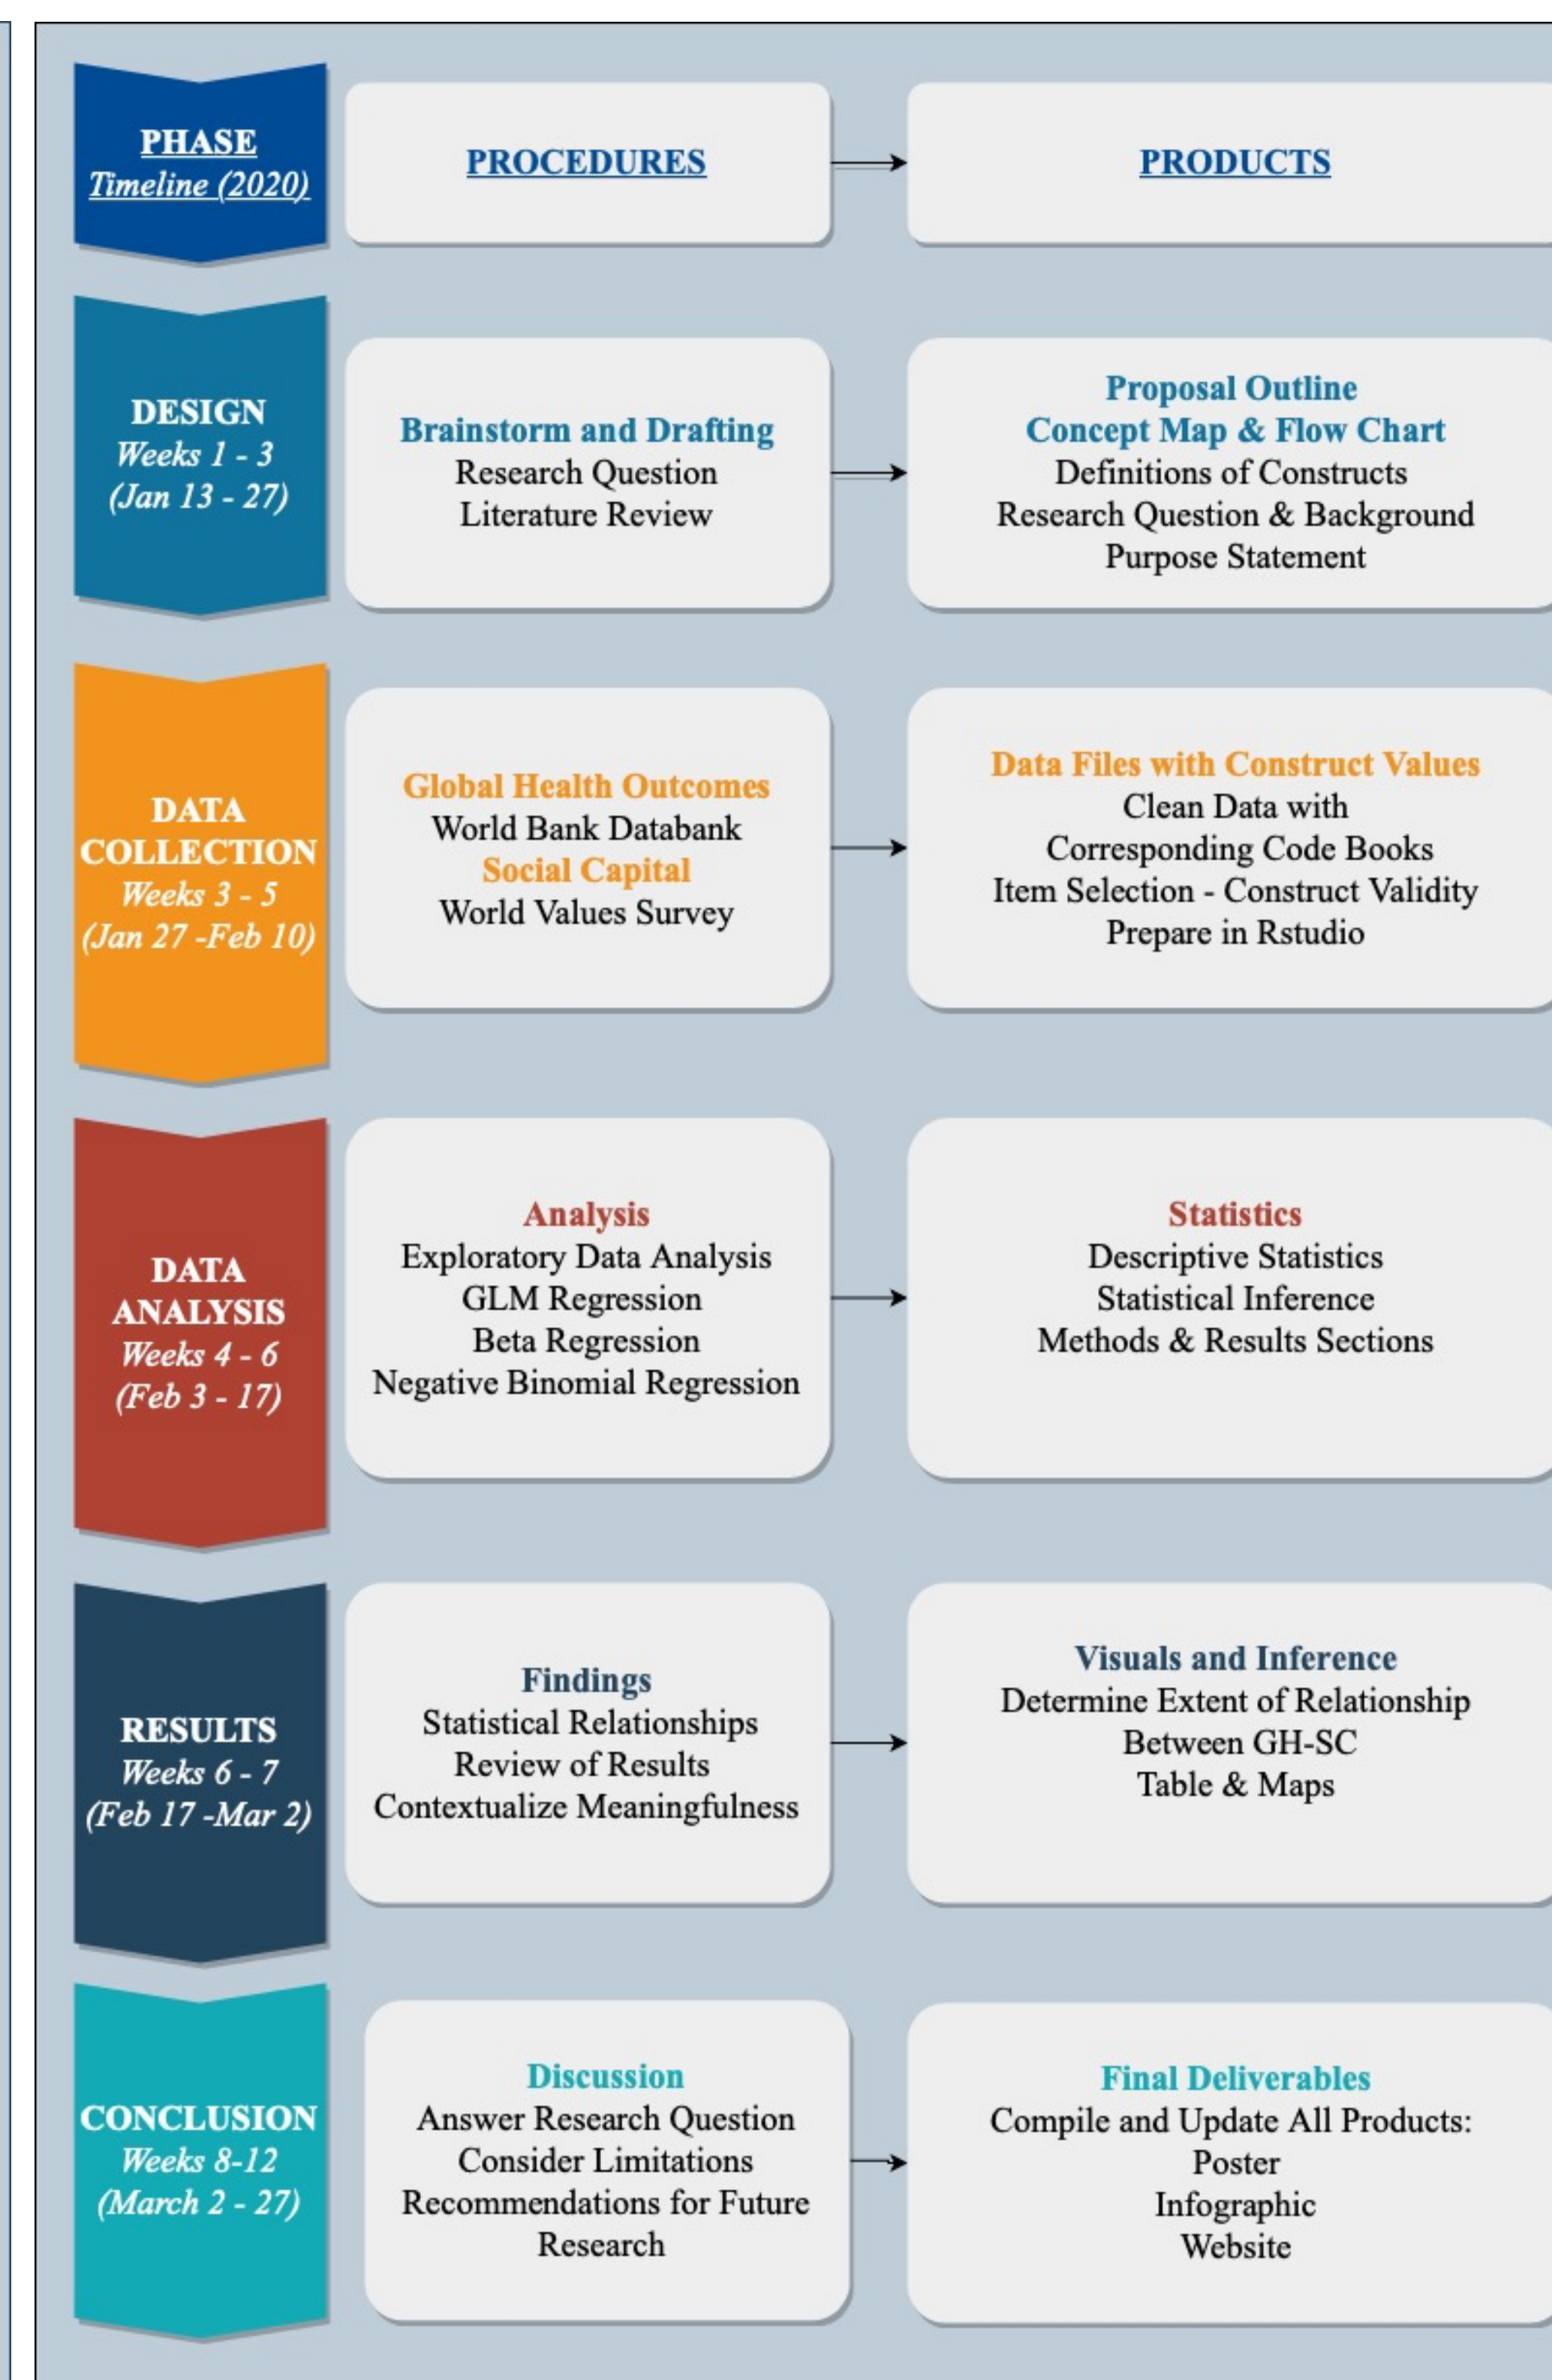 PHASE
Timeline (2020)
PROCEDURES
PRODUCTS
DESIGN
Weeks 1 - 3
(Jan 13 - 27)
Brainstorm and Drafting
Research Question
Literature Review
Proposal Outline
Concept Map & Flow Chart
Definitions of Constructs
Research Question & Background
Purpose Statement
DATA
COLLECTION
Weeks 3 - 5
(Jan 27 -Feb 10)
Global Health Outcomes
World Bank Databank
Social Capital
World Values Survey
Data Files with Construct Values
Clean Data with
Corresponding Code Books
Item Selection - Construct Validity
Prepare in Rstudio
DATA
ANALYSIS
Weeks 4 - 6
(Feb 3 - 17)
Analysis
Exploratory Data Analysis
GLM Regression
Beta Regression
Negative Binomial Regression
Statistics
Descriptive Statistics
Statistical Inference
Methods & Results Sections
RESULTS
Weeks 6 - 7
(Feb 17 -Mar 2)
Findings
Statistical Relationships
Review of Results
Contextualize Meaningfulness
Visuals and Inference
Determine Extent of Relationship
Between GH-SC
Table & Maps
CONCLUSION
Weeks 8-12
(March 2 - 27)
Discussion
Answer Research Question
Consider Limitations
Recommendations for Future
Research
Final Deliverables
Compile and Update All Products:
Poster
Infographic
Website